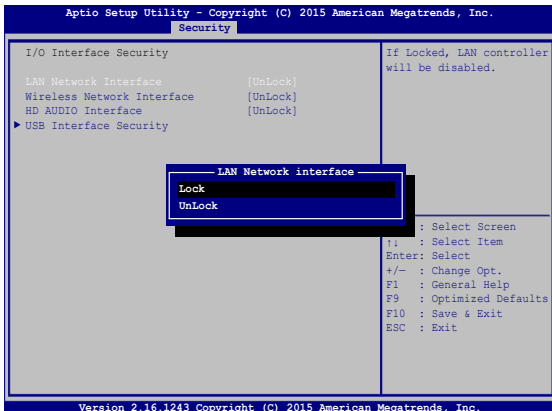 Aptio Setup Utility - Copyright (C) 2015 American Megatrends, Inc.
Security
I/O Interface Security
LAN Network Interface [UnLock]
Wireless Network Interface [UnLock]
HD AUDIO Interface [UnLock]
USB Interface Security
If Locked, LAN controller
will be disabled.
LAN Network interface
Lock
UnLock
: Select Screen
↑↓ : Select Item
Enter: Select
+/— : Change Opt.
F1 : General Help
F9 : Optimized Defaults
F10 : Save & Exit
ESC : Exit
Version 2.16.1243 Copyright (C) 2015 American Megatrends, Inc.